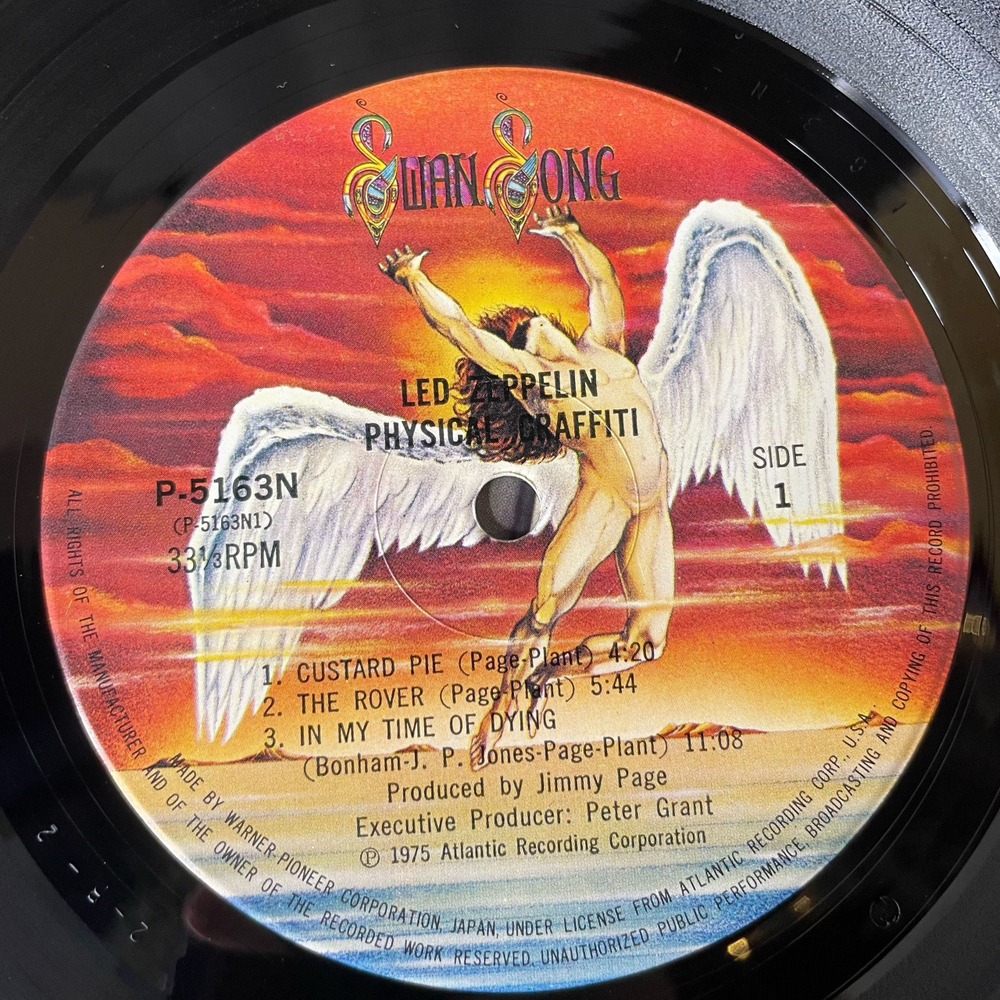 SWAN SONG
LED ZEPPELIN
PHYSICAL GRAFFITI
P-5163N
(P-5163N1)
33⅓RPM
SIDE
1
1. CUSTARD PIE (Page-Plant) 4:20
2. THE ROVER (Page-Plant) 5:44
3. IN MY TIME OF DYING
(Bonham-J. P. Jones-Page-Plant) 11:08
Produced by Jimmy Page
Executive Producer: Peter Grant
Ⓟ 1975 Atlantic Recording Corporation
MADE BY WARNER-PIONEER CORPORATION, JAPAN, UNDER LICENSE FROM ATLANTIC RECORDING CORP., U.S.A.
ALL RIGHTS OF THE MANUFACTURER AND OF THE OWNER OF THE RECORDED WORK RESERVED. UNAUTHORIZED PUBLIC PERFORMANCE, BROADCASTING AND COPYING OF THIS RECORD PROHIBITED.